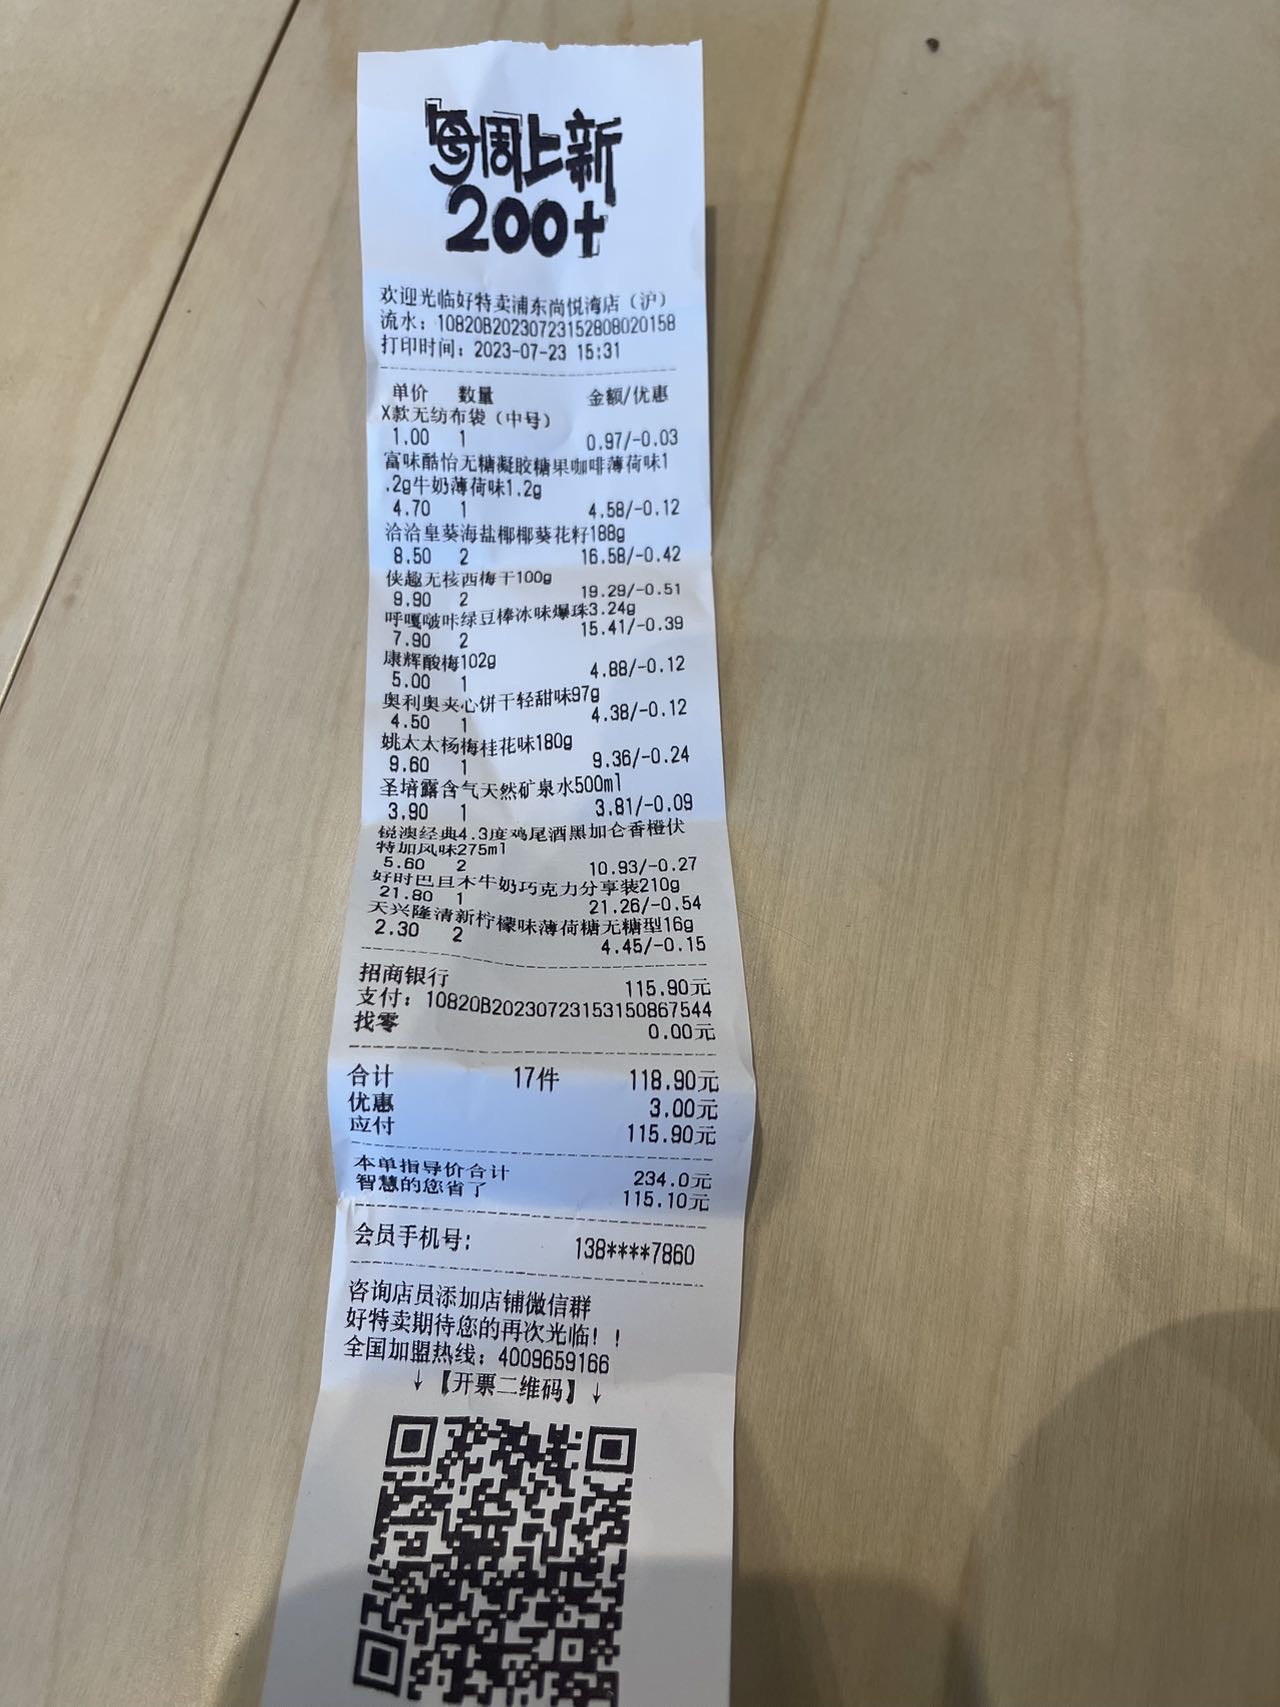 每周上新
200+
欢迎光临好特卖浦东尚悦湾店（沪）
流水：10820B20230723152808020158
打印时间：2023-07-23 15:31
单价 数量 金额/优惠
X款无纺布袋（中号）
1.00 1 0.97/-0.03
富味酷怡无糖凝胶糖果咖啡薄荷味1
.2g牛奶薄荷味1.2g
4.70 1 4.58/-0.12
洽洽皇葵海盐椰椰葵花籽188g
8.50 2 16.58/-0.42
侠趣无核西梅干100g
9.90 2 19.29/-0.51
呼嘎啵咔绿豆棒冰味爆珠3.24g
7.90 2 15.41/-0.39
康辉酸梅102g
5.00 1 4.88/-0.12
奥利奥夹心饼干轻甜味97g
4.50 1 4.38/-0.12
姚太太杨梅桂花味180g
9.60 1 9.36/-0.24
圣培露含气天然矿泉水500ml
3.90 1 3.81/-0.09
锐澳经典4.3度鸡尾酒黑加仑香橙伏
特加风味275ml
5.60 2 10.93/-0.27
好时巴旦木牛奶巧克力分享装210g
21.80 1 21.26/-0.54
天兴隆清新柠檬味薄荷糖无糖型16g
2.30 2 4.45/-0.15
招商银行 115.90元
支付：10820B20230723153150867544
找零 0.00元
合计 17件 118.90元
优惠 3.00元
应付 115.90元
本单指导价合计 234.0元
智慧的您省了 115.10元
会员手机号: 138****7860
咨询店员添加店铺微信群
好特卖期待您的再次光临！！
全国加盟热线：4009659166
↓【开票二维码】↓